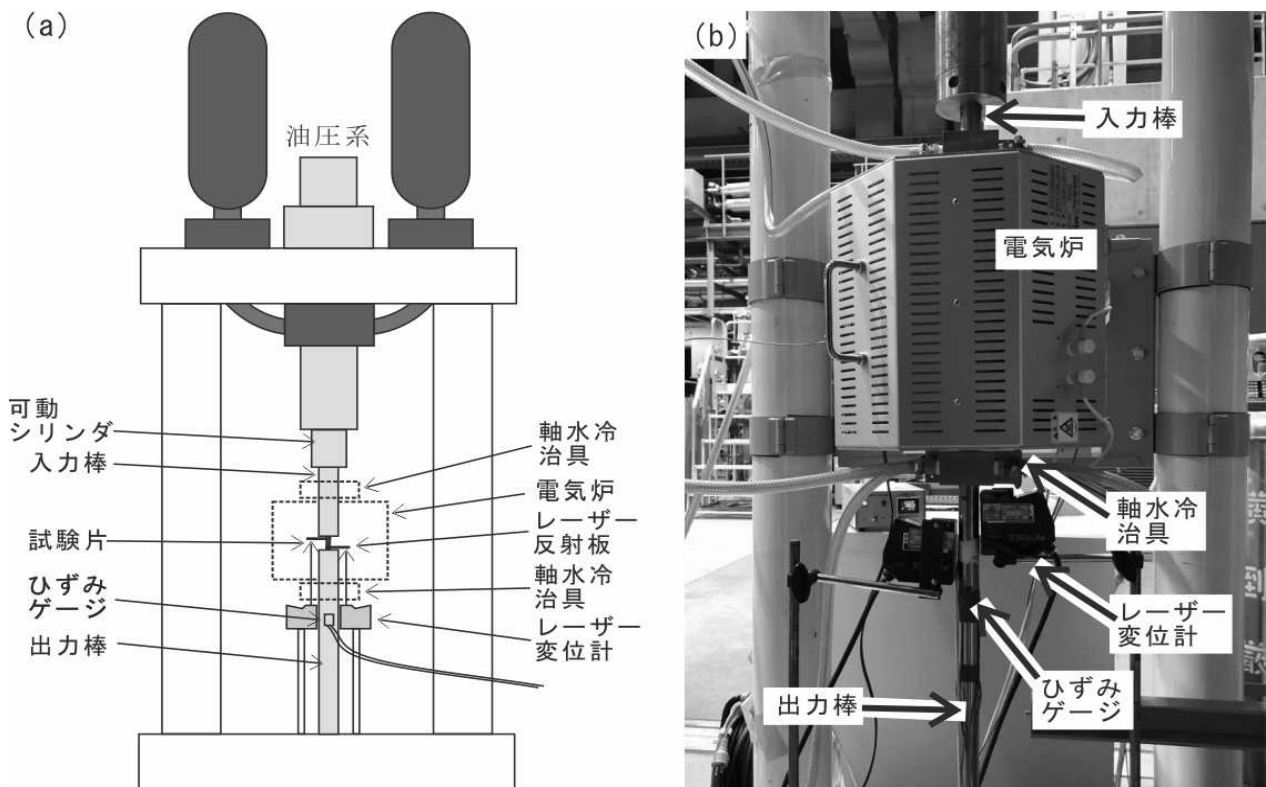 (a)
油圧系
可動
シリンダ
入力棒
試験片
ひずみ
ゲージ
出力棒
軸水冷
治具
電気炉
レーザー
反射板
軸水冷
治具
レーザー
変位計
(b)
入力棒
電気炉
軸水冷
治具
レーザー
変位計
ひずみ
ゲージ
出力棒